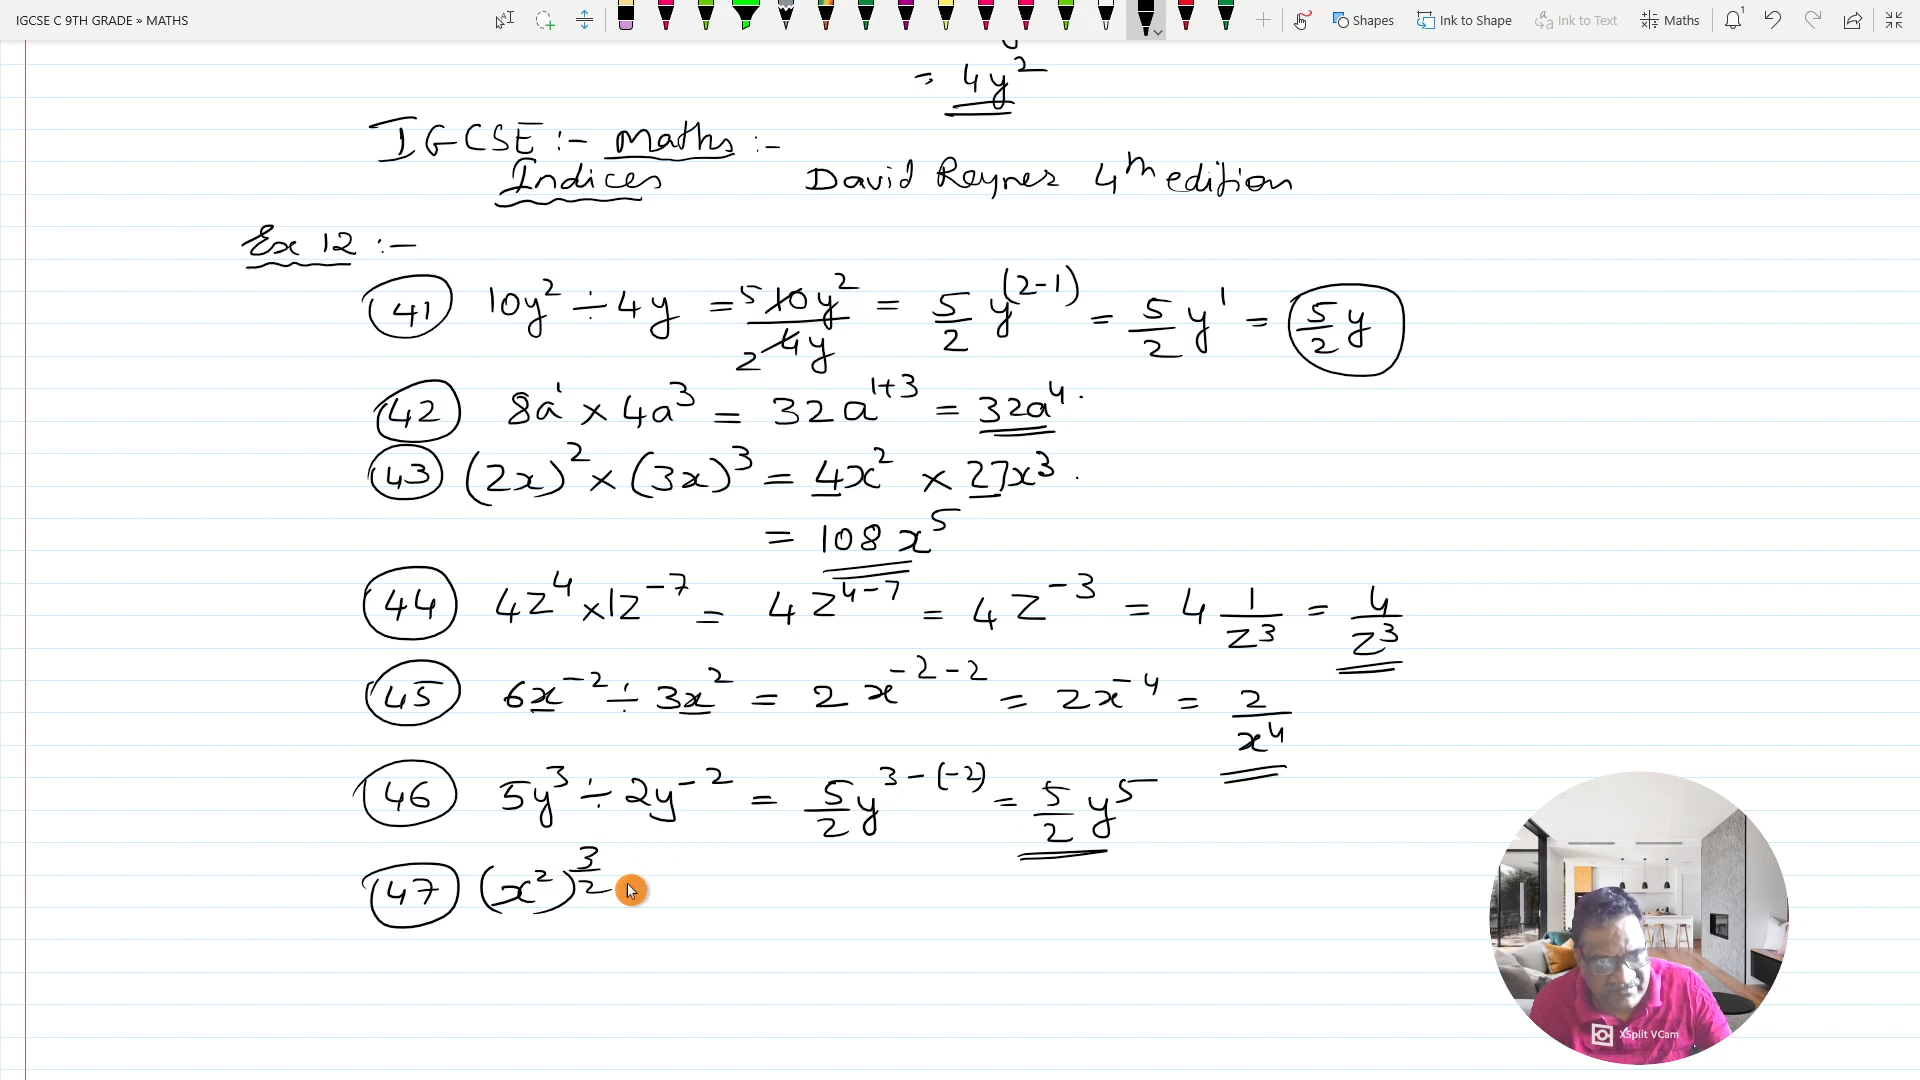 IGCSE C 9TH GRADE » MATHS
Shapes
Ink to Shape
Ink to Text
Maths
= 4y²
IGCSE :- Maths :-
Indices David Reyner 4th edition
Ex 12 :-
41 10y² ÷ 4y = 5 10y² / 2 4y = 5/2 y^(2-1) = 5/2 y¹ = 5/2 y
42 8a¹ × 4a³ = 32a^1+3 = 32a⁴.
43 (2x)² × (3x)³ = 4x² × 27x³.
= 108x⁵
44 4z⁴ × 1z^-7 = 4z^4-7 = 4z^-3 = 4 1/z³ = 4/z³
45 6x^-2 ÷ 3x² = 2x^-2-2 = 2x^-4 = 2/x⁴
46 5y³ ÷ 2y^-2 = 5/2 y^3-(-2) = 5/2 y⁵
47 (x²)^3/2
XSplit VCam